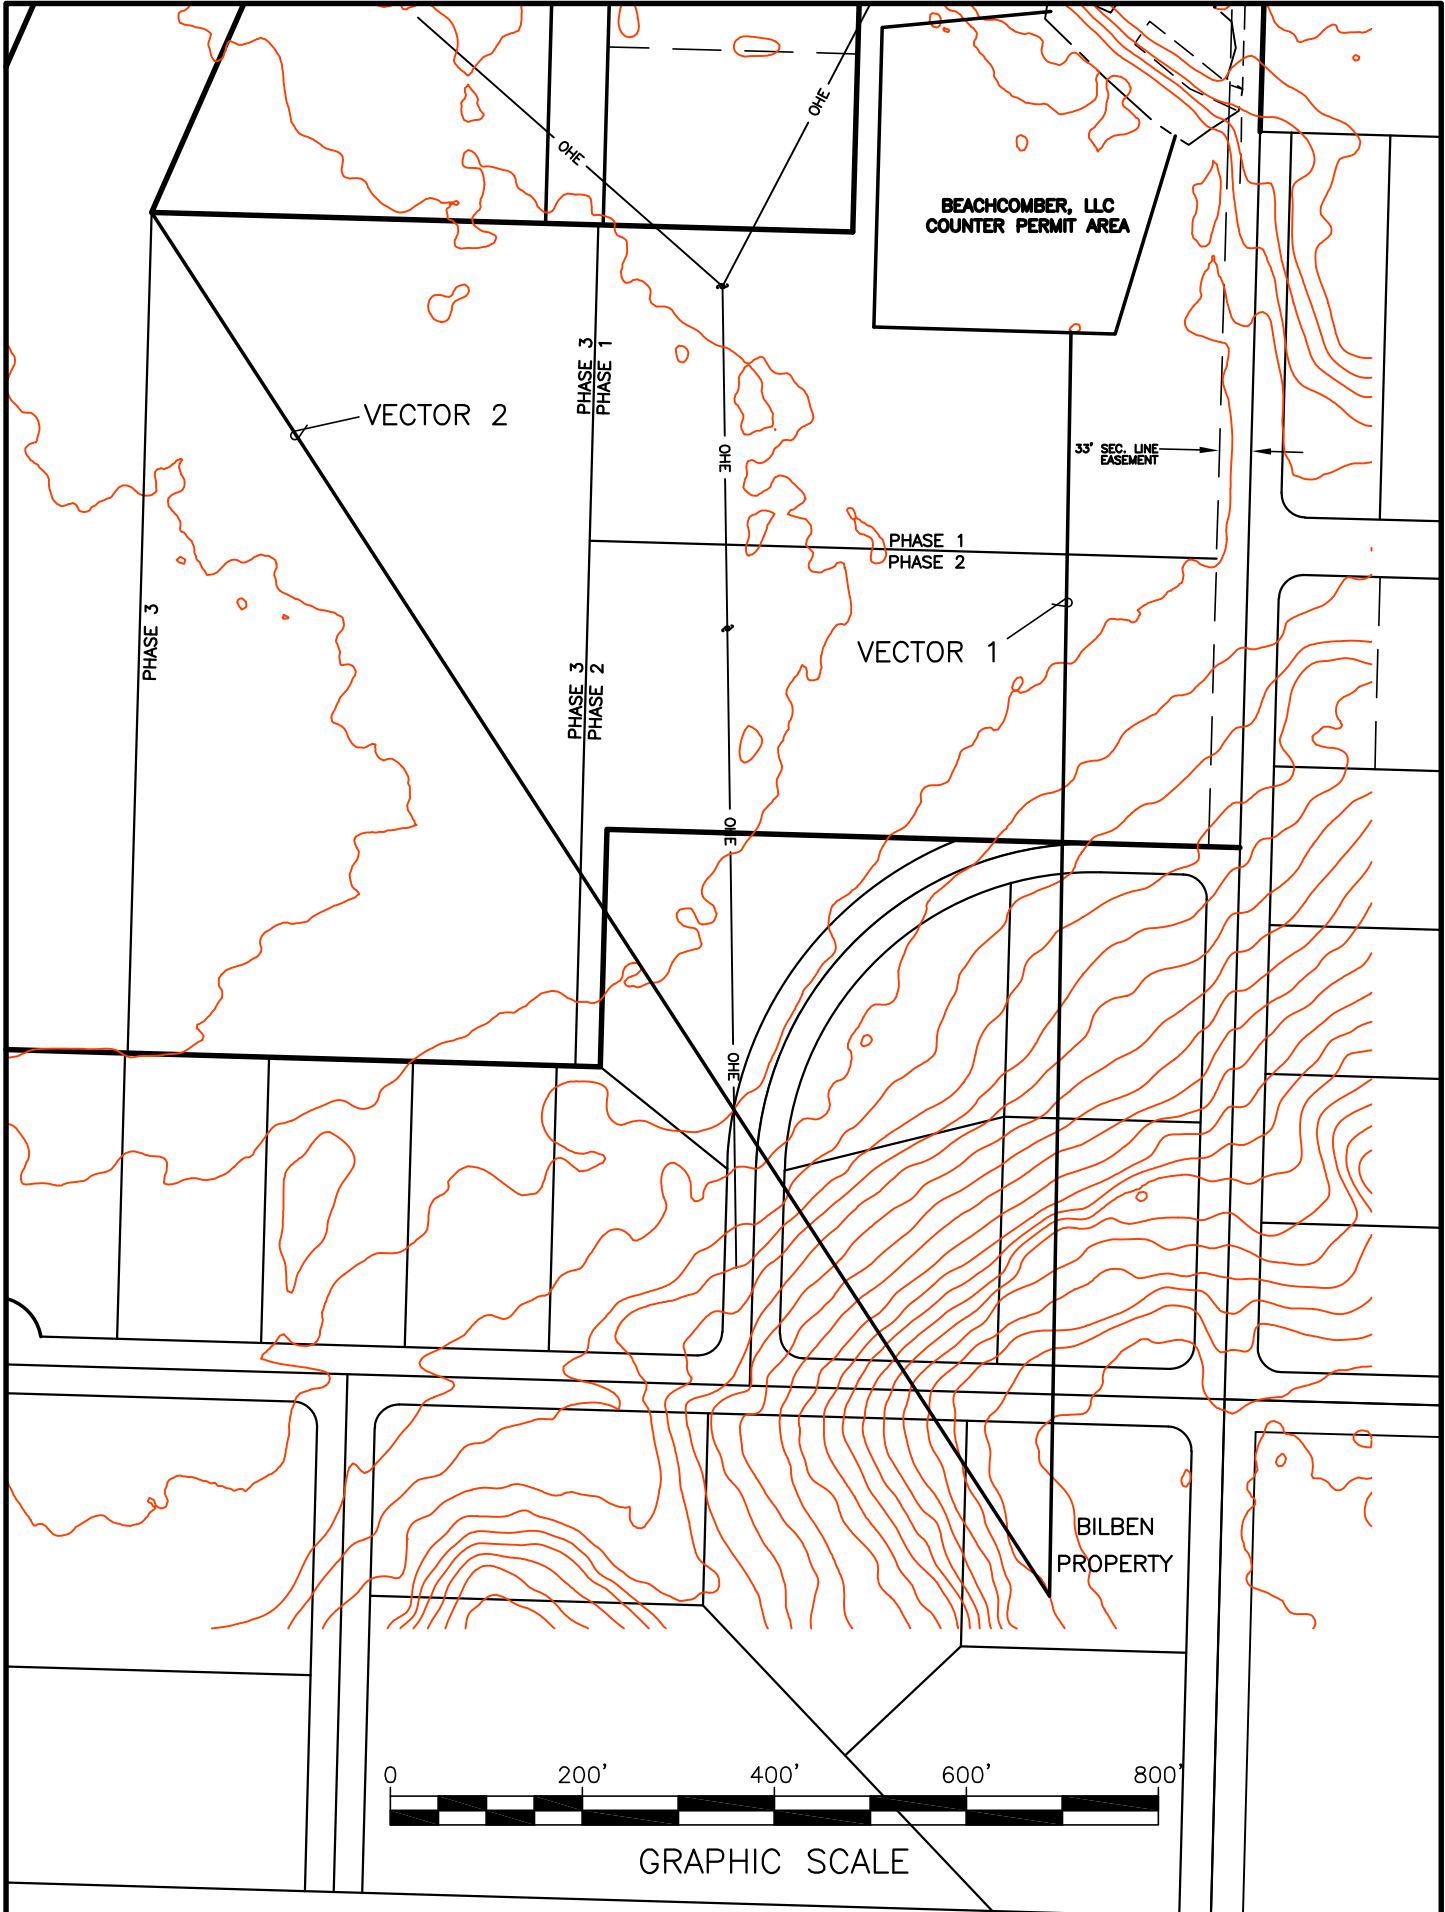 OHE
OHE
BEACHCOMBER, LLC
COUNTER PERMIT AREA
PHASE 3
PHASE 1
VECTOR 2
OHE
33' SEC. LINE
EASEMENT
PHASE 1
PHASE 2
PHASE 3
VECTOR 1
PHASE 3
PHASE 2
OHE
OHE
BILBEN
PROPERTY
0 200' 400' 600' 800'
GRAPHIC SCALE